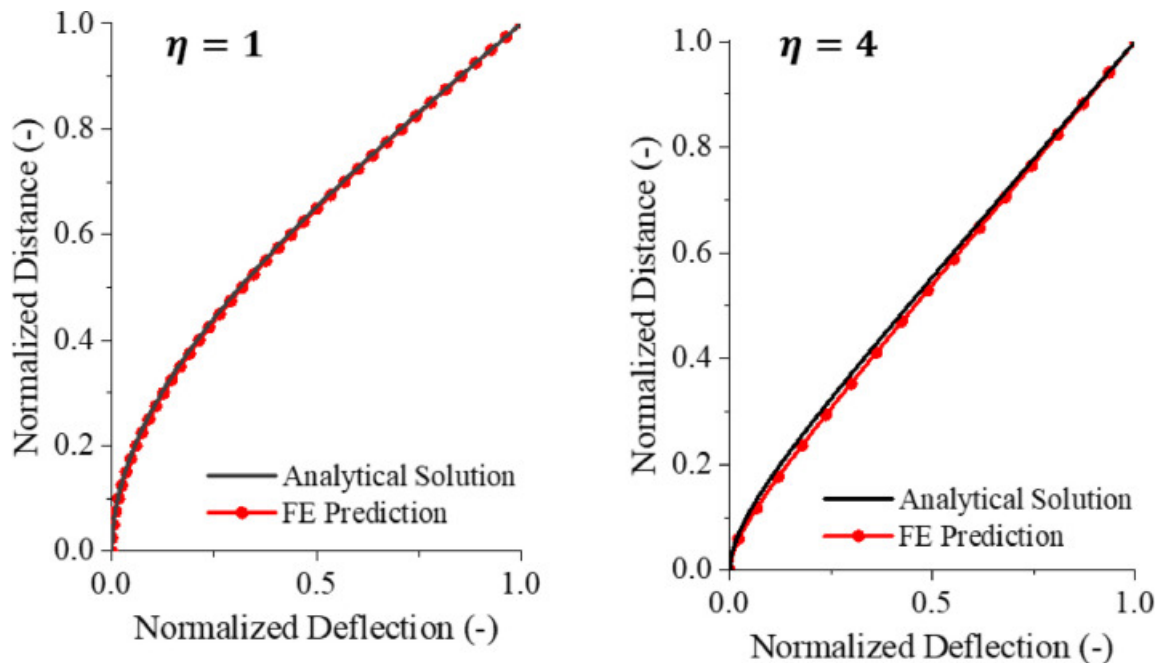 η = 1
1.0
0.8
0.6
0.4
0.2
0.0
Normalized Distance (-)
Analytical Solution
FE Prediction
0.0 0.5 1.0
Normalized Deflection (-)
η = 4
1.0
0.8
0.6
0.4
0.2
0.0
Normalized Distance (-)
Analytical Solution
FE Prediction
0.0 0.5 1.0
Normalized Deflection (-)